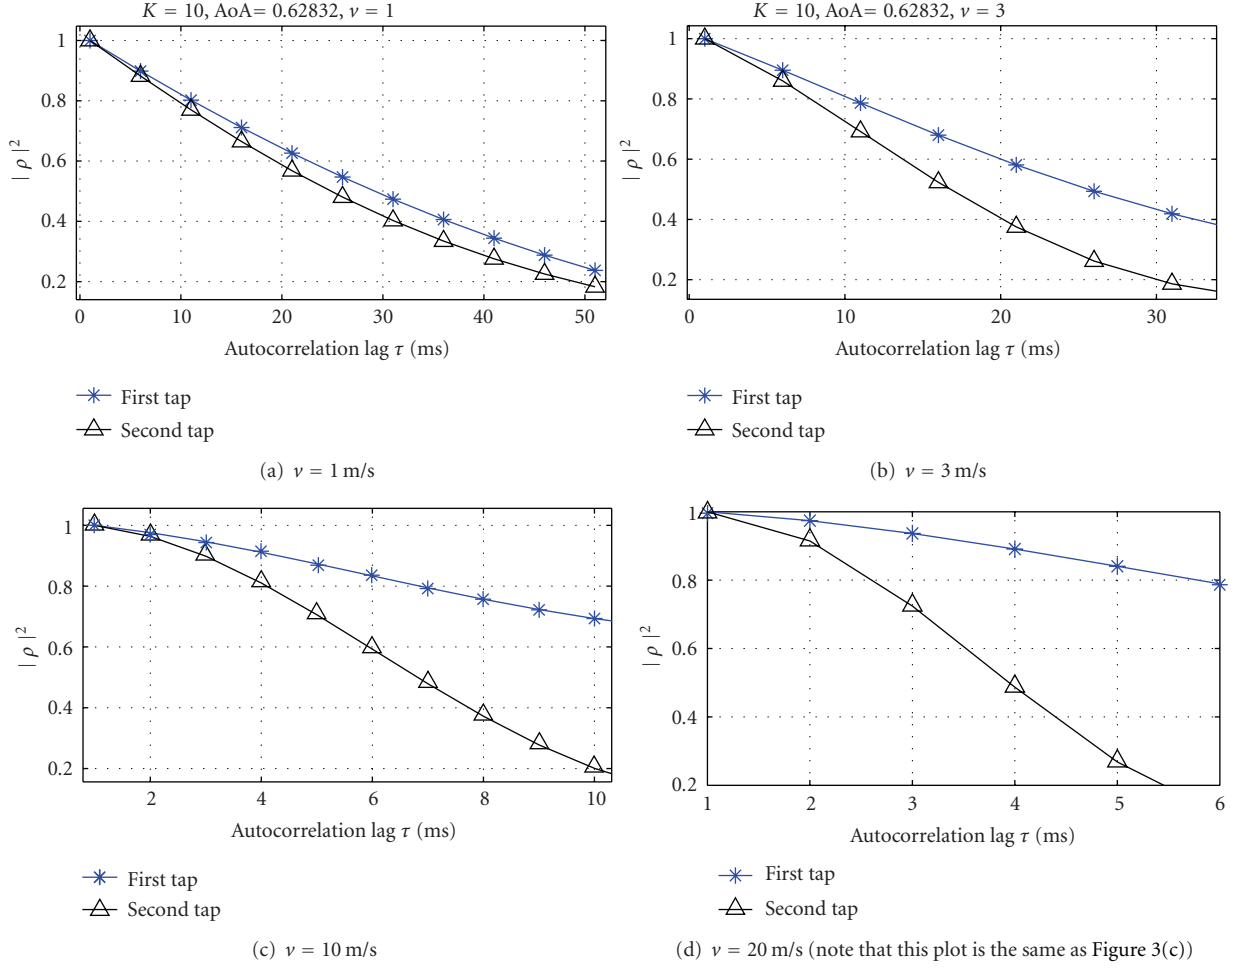 K = 10, AoA= 0.62832, ν = 1
1
0.8
0.6
0.4
0.2
| ρ |²
0 10 20 30 40 50
Autocorrelation lag τ (ms)
First tap
Second tap
(a) ν = 1 m/s
K = 10, AoA= 0.62832, ν = 3
1
0.8
0.6
0.4
0.2
| ρ |²
0 10 20 30
Autocorrelation lag τ (ms)
First tap
Second tap
(b) ν = 3 m/s
1
0.8
0.6
0.4
0.2
| ρ |²
2 4 6 8 10
Autocorrelation lag τ (ms)
First tap
Second tap
(c) ν = 10 m/s
1
0.8
0.6
0.4
0.2
| ρ |²
1 2 3 4 5 6
Autocorrelation lag τ (ms)
First tap
Second tap
(d) ν = 20 m/s (note that this plot is the same as Figure 3(c))